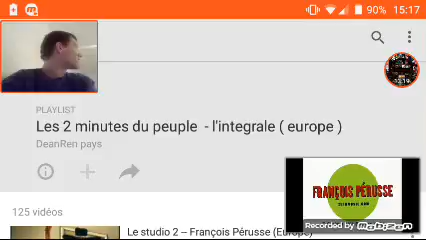 90% 15:17
PLAYLIST
Les 2 minutes du peuple - l'integrale ( europe )
DeanRen pays
125 vidéos
FRANÇOIS PÉRUSSE
Recorded by Mobizen
Le studio 2 – François Pérusse (Europe)